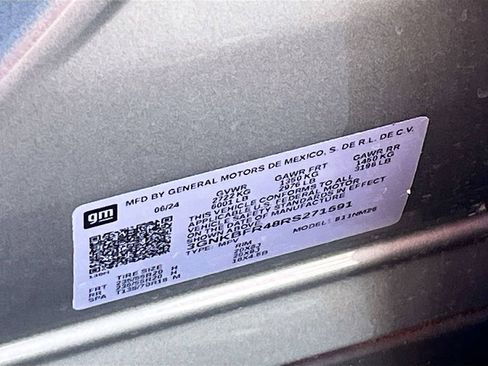 gm
MFD BY GENERAL MOTORS DE MEXICO, S. DE R.L. DE C.V.
06/24 GVWR GAWR FRT GAWR RR
2722 KG 1350 KG 1450 KG
6001 LB 2976 LB 3196 LB
THIS VEHICLE CONFORMS TO ALL
APPLICABLE U.S. FEDERAL MOTOR
VEHICLE SAFETY STANDARDS IN EFFECT
SHOWN ABOVE. DATE OF MANUFACTURE
3GNKBFR48RS271591
TYPE: MPV MODEL: 611NM26
TIRE SIZE RIM
FRT 235/55R20 H 20X8J
RR 235/55R20 H 20X8J
SPA T135/70R18 M 18X4.5B